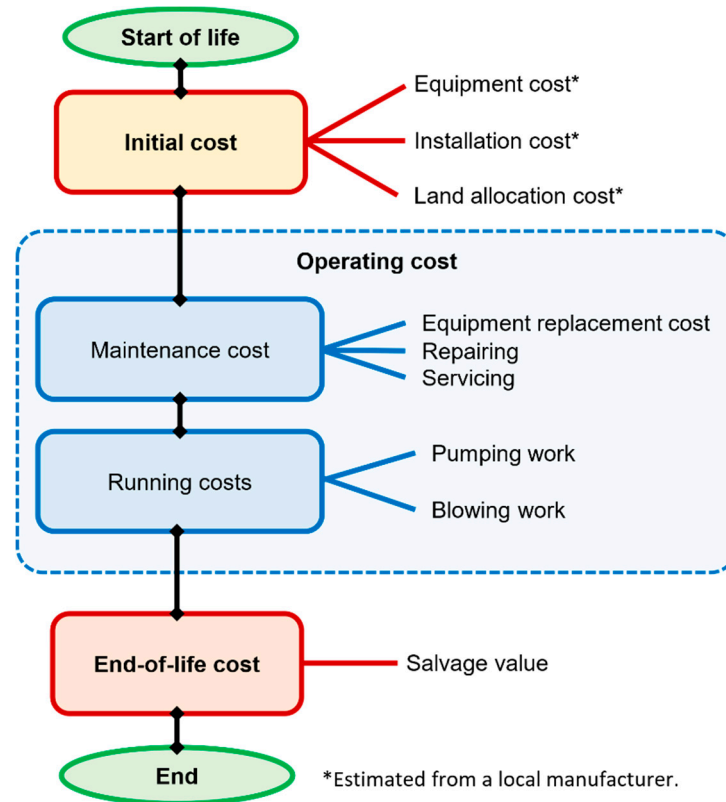 Start of life
Initial cost
Equipment cost*
Installation cost*
Land allocation cost*
Operating cost
Maintenance cost
Equipment replacement cost
Repairing
Servicing
Running costs
Pumping work
Blowing work
End-of-life cost
Salvage value
End
*Estimated from a local manufacturer.